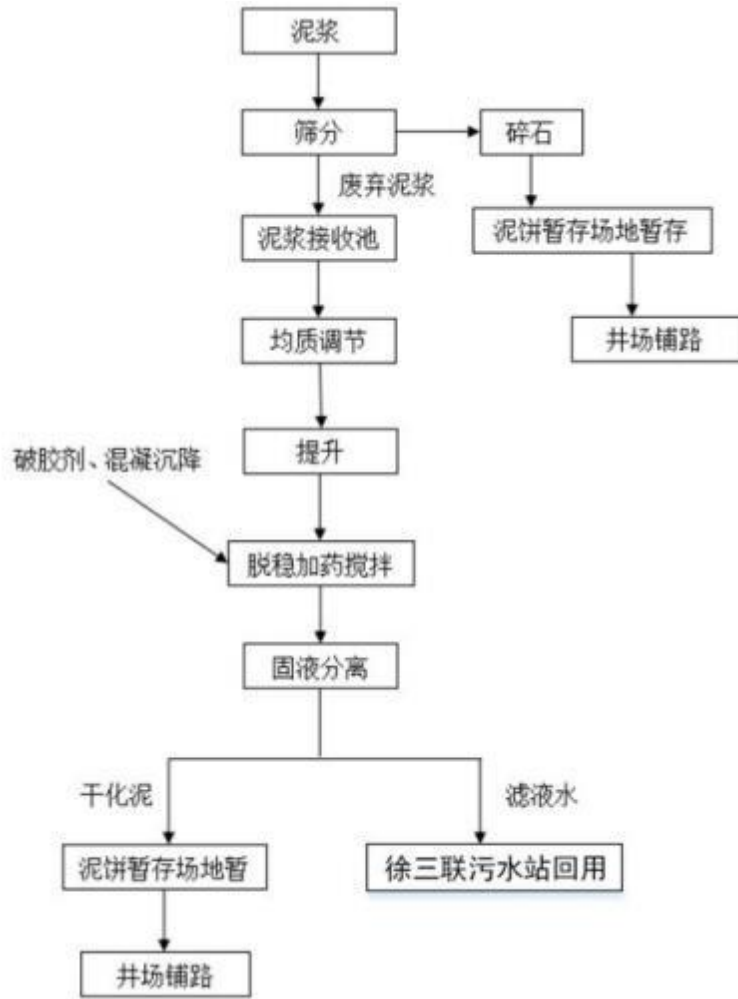 泥浆
筛分
碎石
废弃泥浆
泥浆接收池
泥饼暂存场地暂存
均质调节
井场铺路
提升
破胶剂、混凝沉降
脱稳加药搅拌
固液分离
干化泥
滤液水
泥饼暂存场地暂
徐三联污水站回用
井场铺路